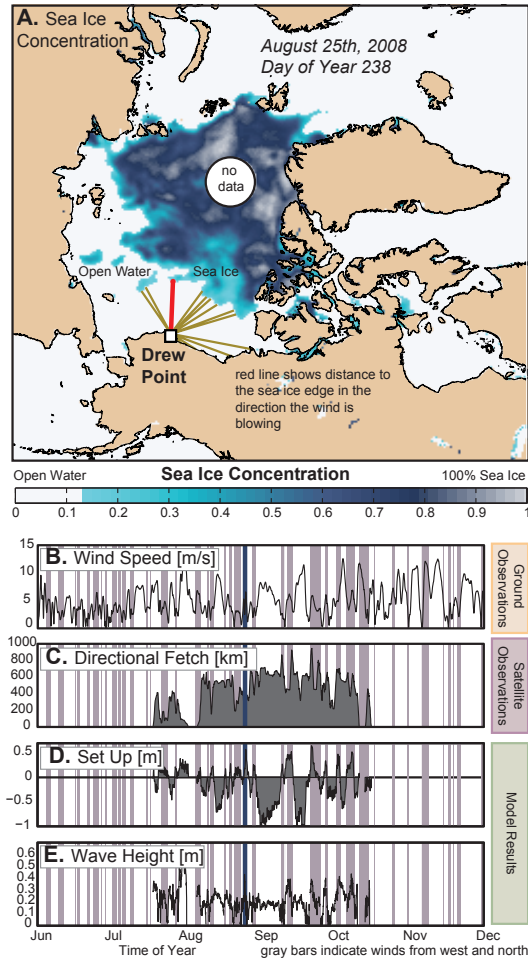 A. Sea Ice
Concentration
August 25th, 2008
Day of Year 238
no
data
Open Water
Sea Ice
Drew
Point
red line shows distance to
the sea ice edge in the
direction the wind is
blowing
Open Water
Sea Ice Concentration
100% Sea Ice
0 0.1 0.2 0.3 0.4 0.5 0.6 0.7 0.8 0.9 1
B. Wind Speed [m/s]
15
10
5
0
Ground
Observations
C. Directional Fetch [km]
1000
800
600
400
200
0
Satellite
Observations
D. Set Up [m]
0.5
0
−0.5
−1
Model Results
E. Wave Height [m]
0.6
0.5
0.4
0.3
0.2
0.1
0
Jun Jul Aug Sep Oct Nov Dec
Time of Year
gray bars indicate winds from west and north